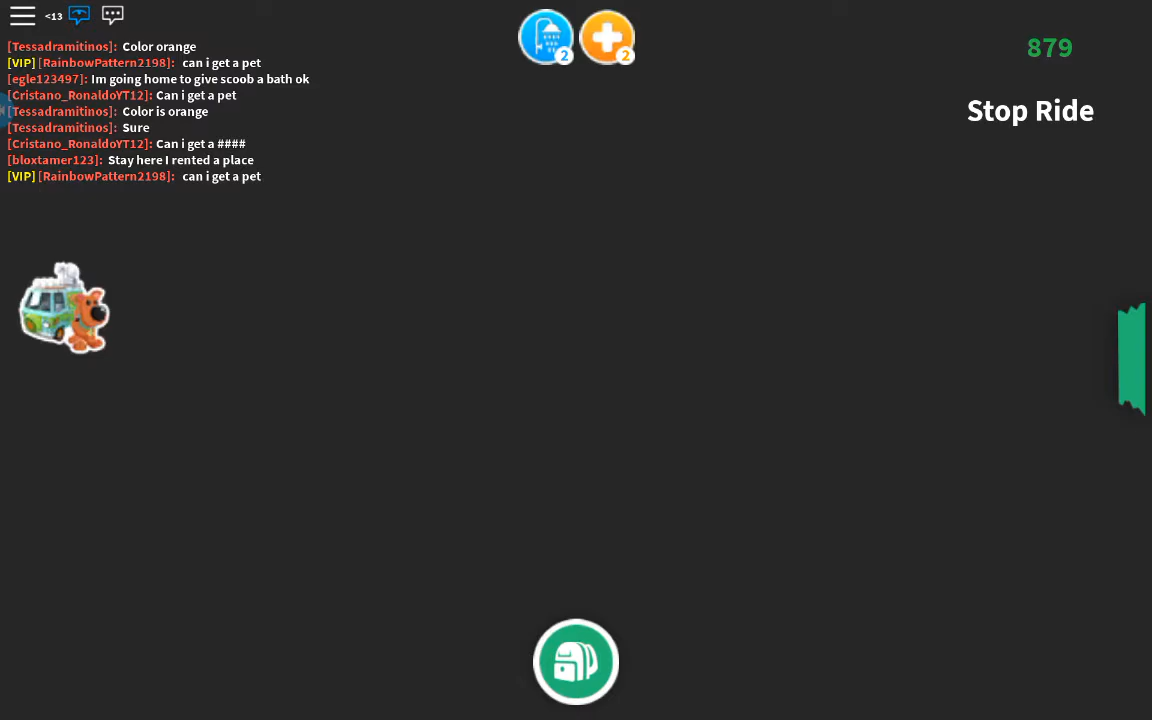 <13
2
2
879
Stop Ride
[Tessadramitinos]: Color orange
[VIP] [RainbowPattern2198]: can i get a pet
[egle123497]: Im going home to give scoob a bath ok
[Cristano_RonaldoYT12]: Can i get a pet
[Tessadramitinos]: Color is orange
[Tessadramitinos]: Sure
[Cristano_RonaldoYT12]: Can i get a ####
[bloxtamer123]: Stay here I rented a place
[VIP] [RainbowPattern2198]: can i get a pet